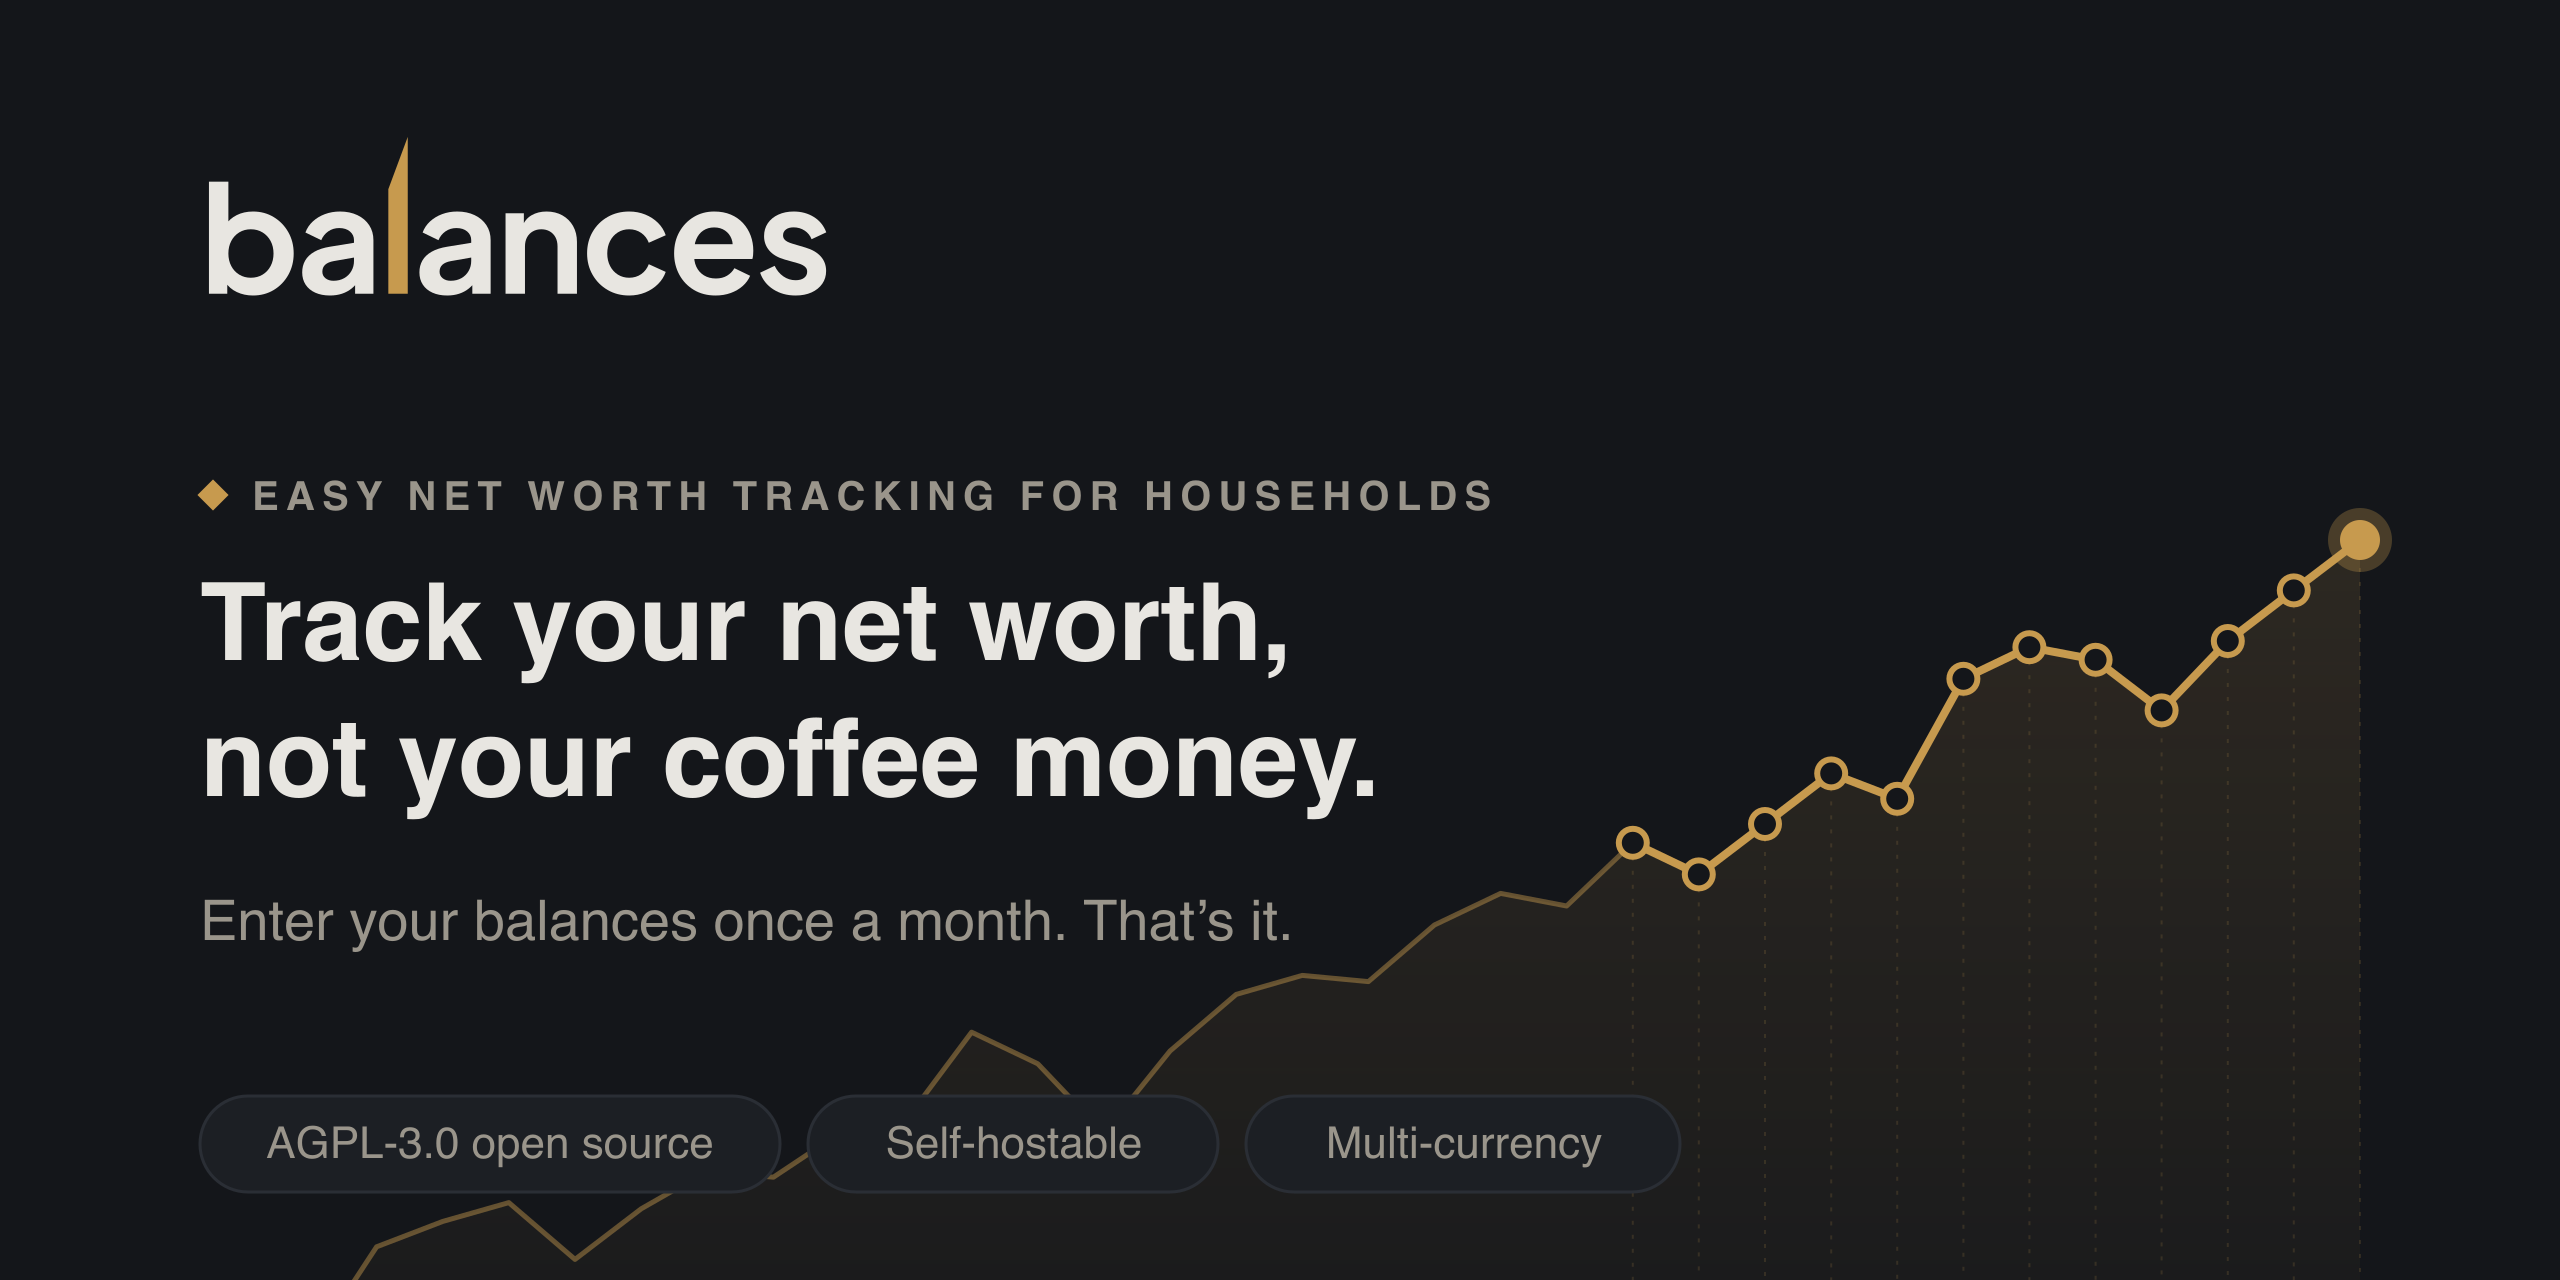 balances
EASY NET WORTH TRACKING FOR HOUSEHOLDS
Track your net worth,
not your coffee money.
Enter your balances once a month. That’s it.
AGPL-3.0 open source
Self-hostable
Multi-currency